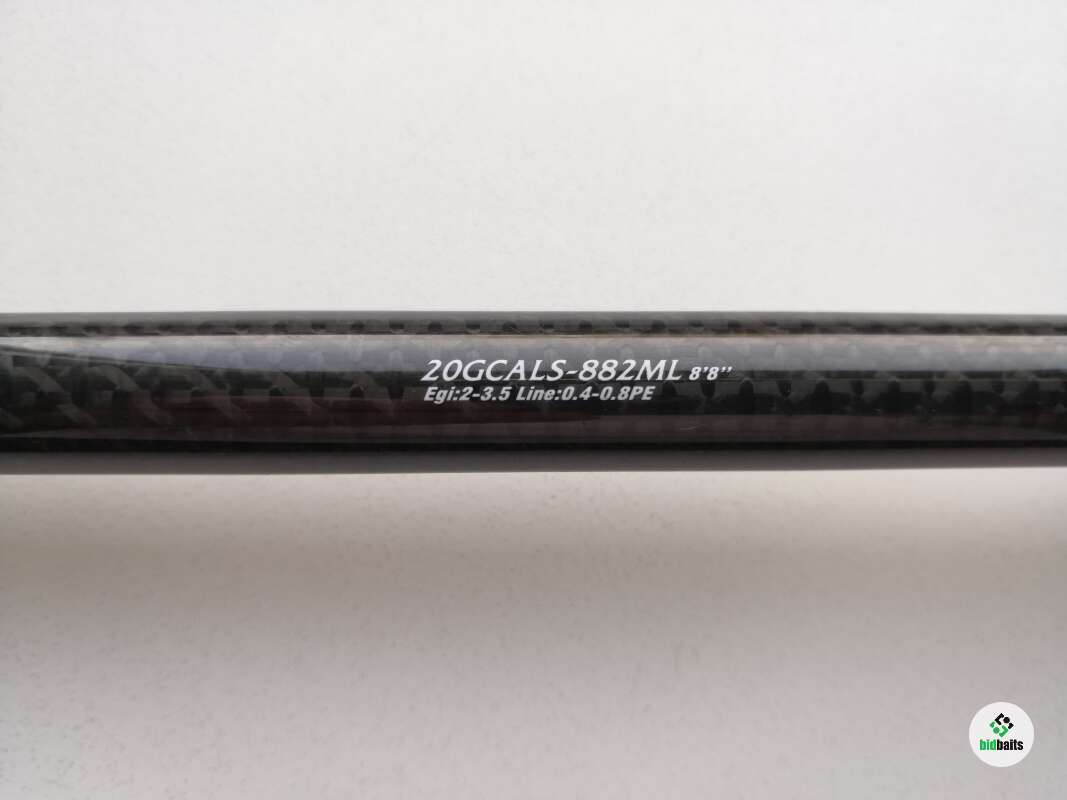 20GCALS-882ML 8'8''
Egi:2-3.5 Line:0.4-0.8PE
bidbaits